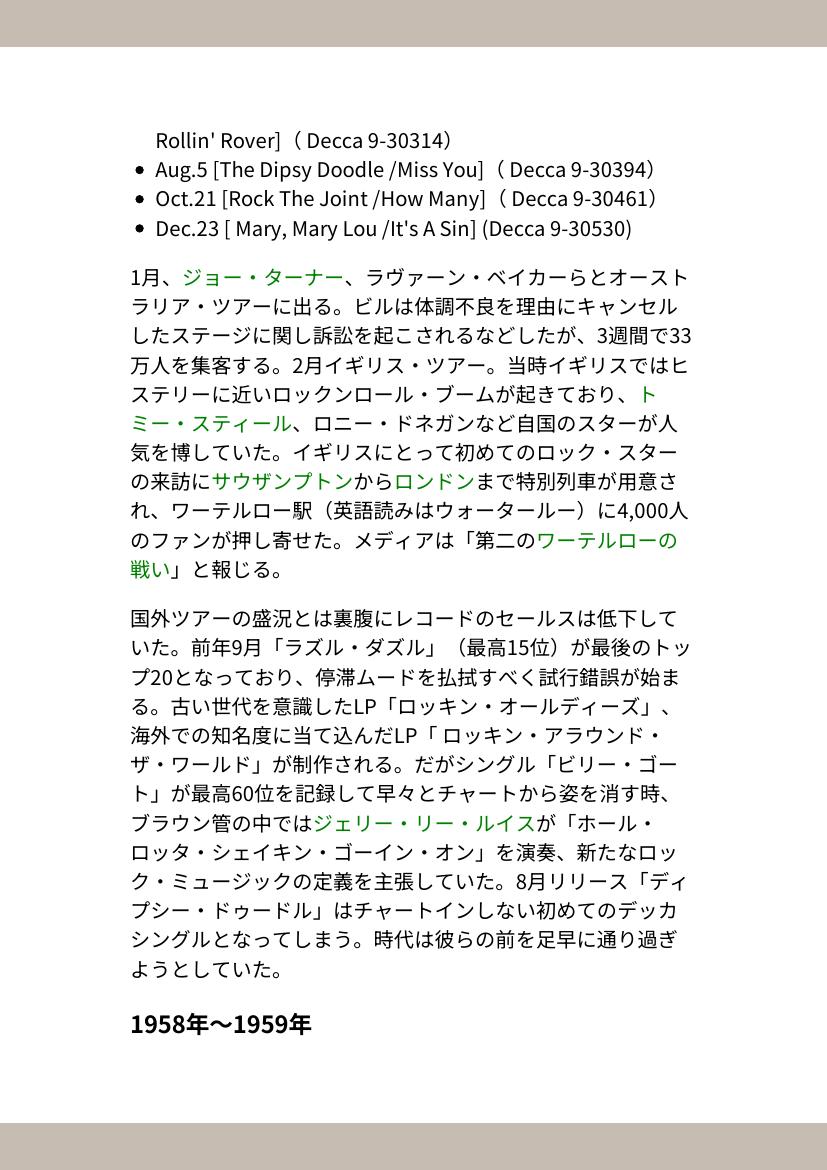 Rollin' Rover]（ Decca 9-30314）
● Aug.5 [The Dipsy Doodle /Miss You]（ Decca 9-30394）
● Oct.21 [Rock The Joint /How Many]（ Decca 9-30461）
● Dec.23 [ Mary, Mary Lou /It's A Sin] (Decca 9-30530)
1月、ジョー・ターナー、ラヴァーン・ベイカーらとオースト
ラリア・ツアーに出る。ビルは体調不良を理由にキャンセル
したステージに関し訴訟を起こされるなどしたが、3週間で33
万人を集客する。2月イギリス・ツアー。当時イギリスではヒ
ステリーに近いロックンロール・ブームが起きており、ト
ミー・スティール、ロニー・ドネガンなど自国のスターが人
気を博していた。イギリスにとって初めてのロック・スター
の来訪にサウザンプトンからロンドンまで特別列車が用意さ
れ、ワーテルロー駅（英語読みはウォータールー）に4,000人
のファンが押し寄せた。メディアは「第二のワーテルローの
戦い」と報じる。
国外ツアーの盛況とは裏腹にレコードのセールスは低下して
いた。前年9月「ラズル・ダズル」（最高15位）が最後のトッ
プ20となっており、停滞ムードを払拭すべく試行錯誤が始ま
る。古い世代を意識したLP「ロッキン・オールディーズ」、
海外での知名度に当て込んだLP「 ロッキン・アラウンド・
ザ・ワールド」が制作される。だがシングル「ビリー・ゴー
ト」が最高60位を記録して早々とチャートから姿を消す時、
ブラウン管の中ではジェリー・リー・ルイスが「ホール・
ロッタ・シェイキン・ゴーイン・オン」を演奏、新たなロッ
ク・ミュージックの定義を主張していた。8月リリース「ディ
プシー・ドゥードル」はチャートインしない初めてのデッカ
シングルとなってしまう。時代は彼らの前を足早に通り過ぎ
ようとしていた。
1958年〜1959年